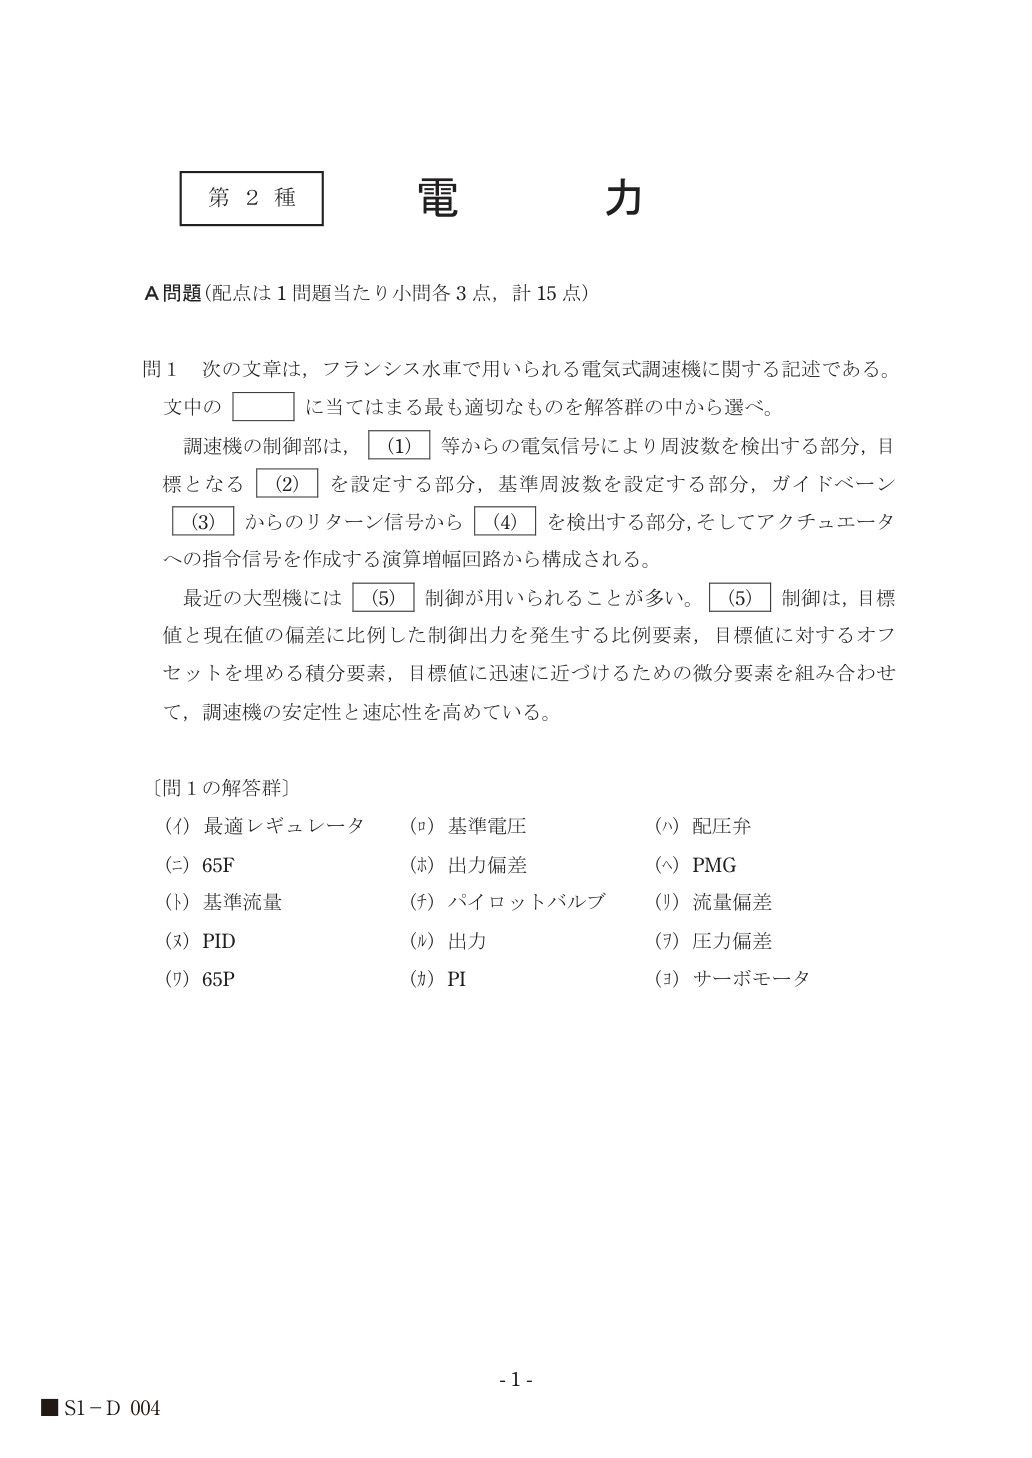 第 2 種
電 力
A問題(配点は1問題当たり小問各3点，計15点)
問1 次の文章は，フランシス水車で用いられる電気式調速機に関する記述である。
文中の に当てはまる最も適切なものを解答群の中から選べ。
調速機の制御部は， (1) 等からの電気信号により周波数を検出する部分，目
標となる (2) を設定する部分，基準周波数を設定する部分，ガイドベーン
(3) からのリターン信号から (4) を検出する部分，そしてアクチュエータ
への指令信号を作成する演算増幅回路から構成される。
最近の大型機には (5) 制御が用いられることが多い。 (5) 制御は，目標
値と現在値の偏差に比例した制御出力を発生する比例要素，目標値に対するオフ
セットを埋める積分要素，目標値に迅速に近づけるための微分要素を組み合わせ
て，調速機の安定性と速応性を高めている。
〔問1の解答群〕
(ｲ) 最適レギュレータ (ﾛ) 基準電圧 (ﾊ) 配圧弁
(ﾆ) 65F (ﾎ) 出力偏差 (ﾍ) PMG
(ﾄ) 基準流量 (ﾁ) パイロットバルブ (ﾘ) 流量偏差
(ﾇ) PID (ﾙ) 出力 (ｦ) 圧力偏差
(ﾜ) 65P (ｶ) PI (ﾖ) サーボモータ
- 1 -
■ S1－D 004